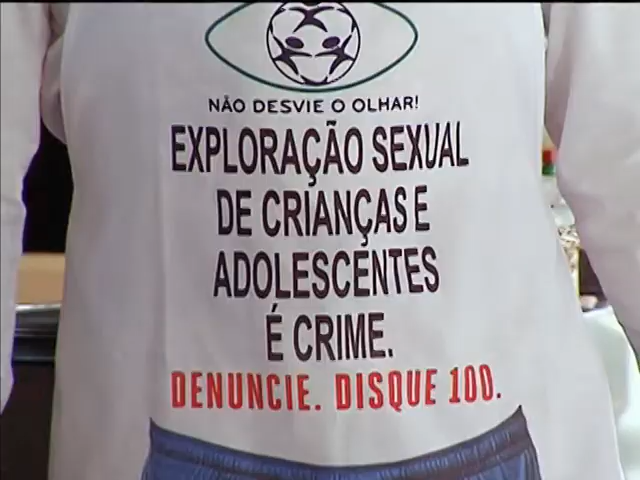 NÃO DESVIE O OLHAR!
EXPLORAÇÃO SEXUAL
DE CRIANÇAS E
ADOLESCENTES
É CRIME.
DENUNCIE. DISQUE 100.